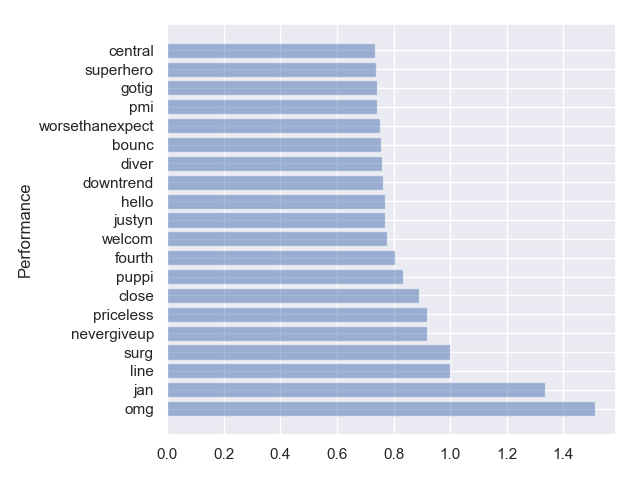 central
superhero
gotig
pmi
worsethanexpect
bounc
diver
downtrend
hello
justyn
welcom
fourth
puppi
close
priceless
nevergiveup
surg
line
jan
omg
Performance
0.0 0.2 0.4 0.6 0.8 1.0 1.2 1.4